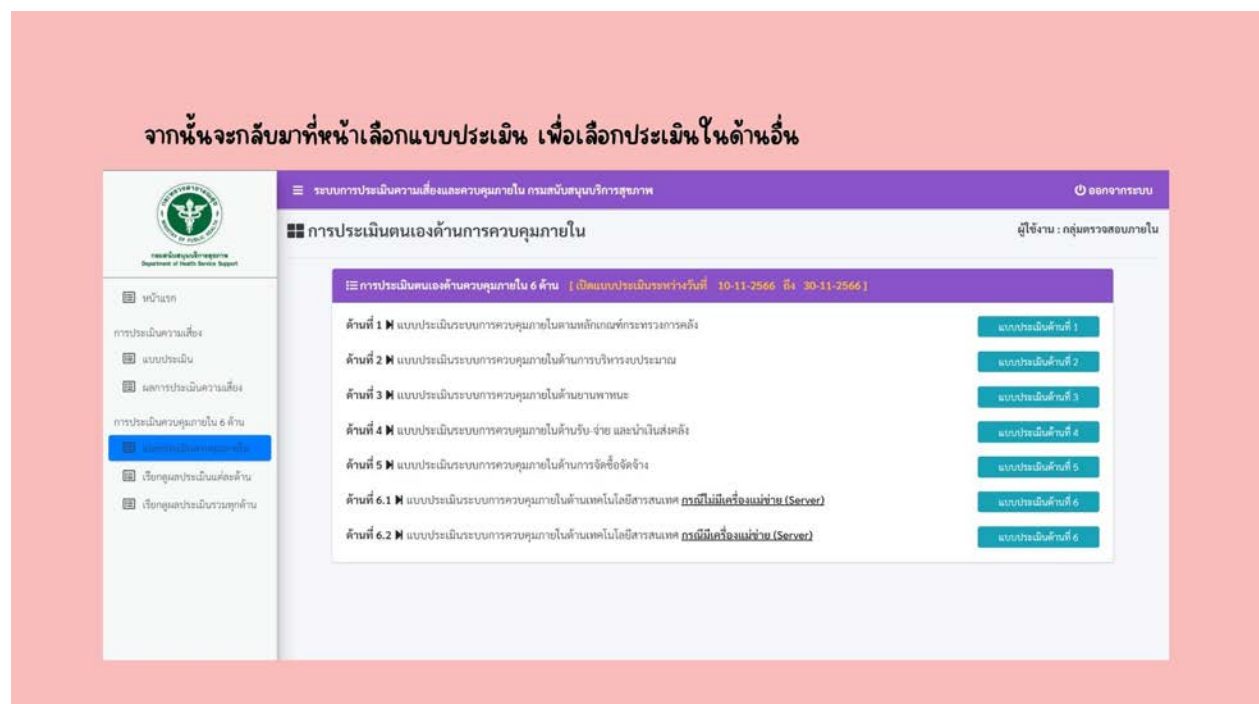 จากนั้นจะกลับมาที่หน้าเลือกแบบประเมิน เพื่อเลือกประเมินในด้านอื่น
กรมสนับสนุนบริการสุขภาพ
Department of Health Service Support
หน้าแรก
การประเมินความเสี่ยง
แบบประเมิน
ผลการประเมินความเสี่ยง
การประเมินควบคุมภายใน 6 ด้าน
เรียกดูผลประเมินแต่ละด้าน
เรียกดูผลประเมินรวมทุกด้าน
ระบบการประเมินความเสี่ยงและควบคุมภายใน กรมสนับสนุนบริการสุขภาพ
ออกจากระบบ
การประเมินตนเองด้านการควบคุมภายใน
ผู้ใช้งาน : กลุ่มตรวจสอบภายใน
การประเมินตนเองด้านควบคุมภายใน 6 ด้าน [ เปิดแบบประเมินระหว่างวันที่ 10-11-2566 ถึง 30-11-2566 ]
ด้านที่ 1 แบบประเมินระบบการควบคุมภายในตามหลักเกณฑ์กระทรวงการคลัง แบบประเมินด้านที่ 1
ด้านที่ 2 แบบประเมินระบบการควบคุมภายในด้านการบริหารงบประมาณ แบบประเมินด้านที่ 2
ด้านที่ 3 แบบประเมินระบบการควบคุมภายในด้านยานพาหนะ แบบประเมินด้านที่ 3
ด้านที่ 4 แบบประเมินระบบการควบคุมภายในด้านรับ-จ่าย และนำเงินส่งคลัง แบบประเมินด้านที่ 4
ด้านที่ 5 แบบประเมินระบบการควบคุมภายในด้านการจัดซื้อจัดจ้าง แบบประเมินด้านที่ 5
ด้านที่ 6.1 แบบประเมินระบบการควบคุมภายในด้านเทคโนโลยีสารสนเทศ กรณีไม่มีเครื่องแม่ข่าย (Server) แบบประเมินด้านที่ 6
ด้านที่ 6.2 แบบประเมินระบบการควบคุมภายในด้านเทคโนโลยีสารสนเทศ กรณีมีเครื่องแม่ข่าย (Server) แบบประเมินด้านที่ 6